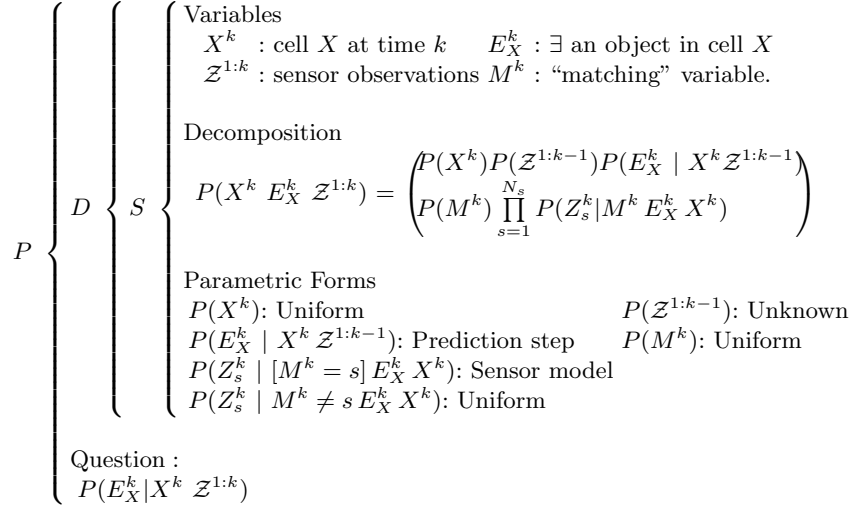 Variables
X^k : cell X at time k E_X^k : ∃ an object in cell X
𝒵^{1:k} : sensor observations M^k : “matching” variable.
Decomposition
P(X^k E_X^k 𝒵^{1:k}) = ( P(X^k)P(𝒵^{1:k−1})P(E_X^k | X^k 𝒵^{1:k−1})
P(M^k) ∏_{s=1}^{N_s} P(Z_s^k|M^k E_X^k X^k) )
P { D { S {
Parametric Forms
P(X^k): Uniform P(𝒵^{1:k−1}): Unknown
P(E_X^k | X^k 𝒵^{1:k−1}): Prediction step P(M^k): Uniform
P(Z_s^k | [M^k = s] E_X^k X^k): Sensor model
P(Z_s^k | M^k ≠ s E_X^k X^k): Uniform
Question :
P(E_X^k|X^k 𝒵^{1:k})